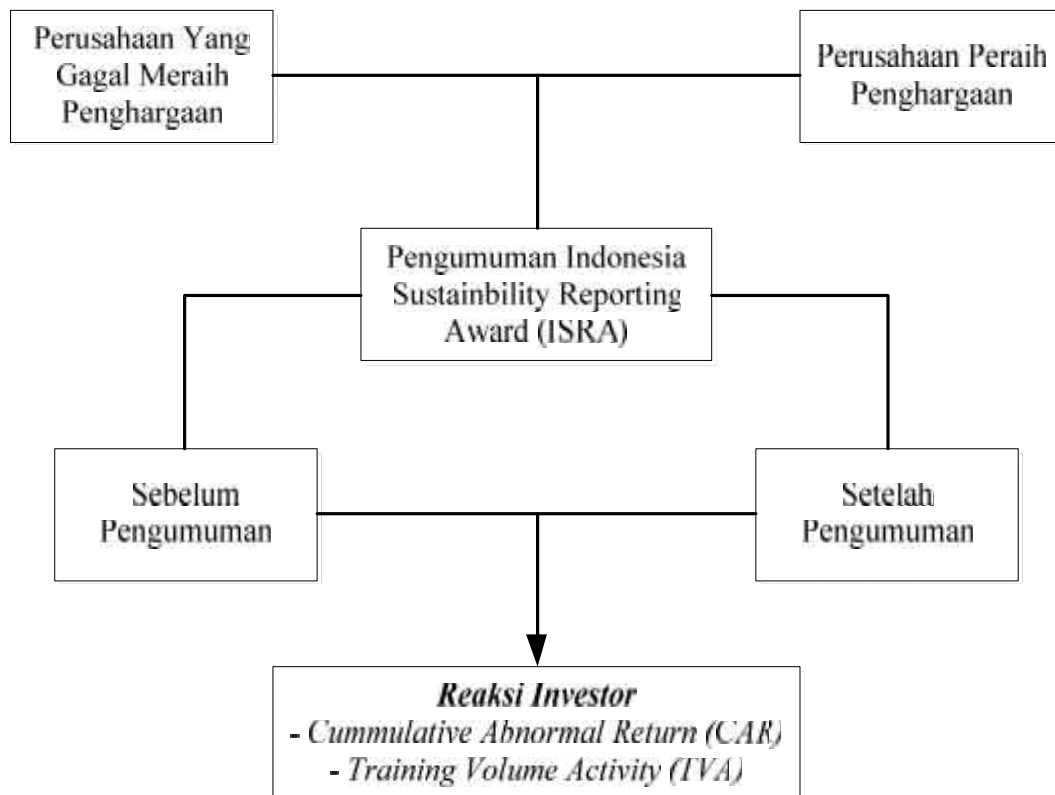 Perusahaan Yang
Gagal Meraih
Penghargaan
Perusahaan Peraih
Penghargaan
Pengumuman Indonesia
Sustainbility Reporting
Award (ISRA)
Sebelum
Pengumuman
Setelah
Pengumuman
Reaksi Investor
- Cummulative Abnormal Return (CAR)
- Training Volume Activity (TVA)